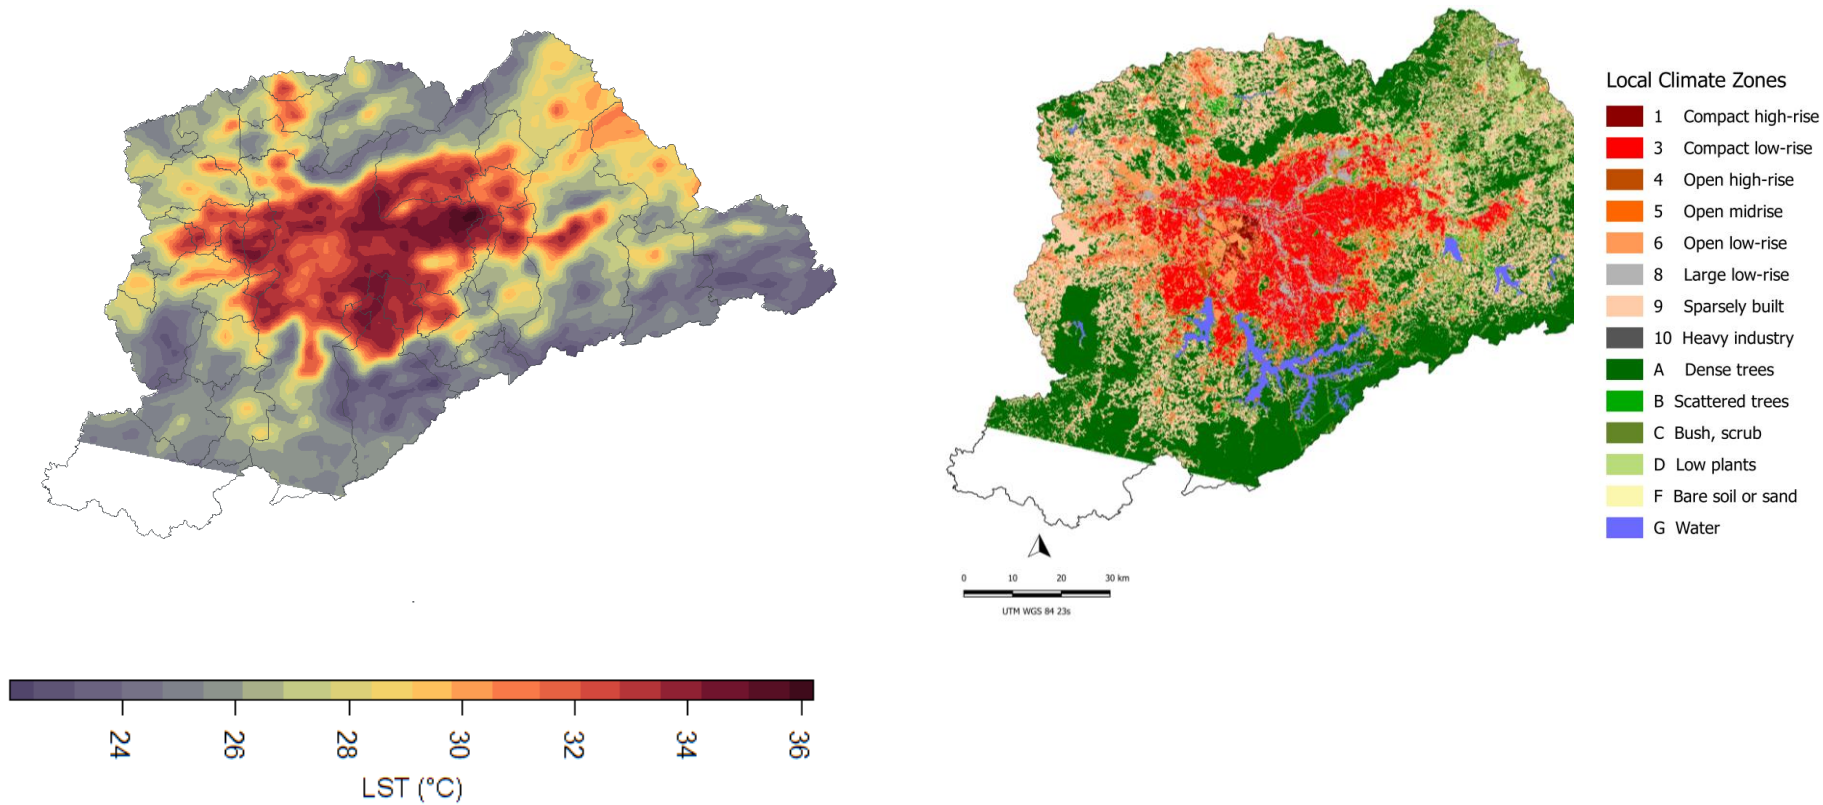 Local Climate Zones
1 Compact high-rise
3 Compact low-rise
4 Open high-rise
5 Open midrise
6 Open low-rise
8 Large low-rise
9 Sparsely built
10 Heavy industry
A Dense trees
B Scattered trees
C Bush, scrub
D Low plants
F Bare soil or sand
G Water
0 10 20 30 km
UTM WGS 84 23s
24 26 28 30 32 34 36
LST (°C)